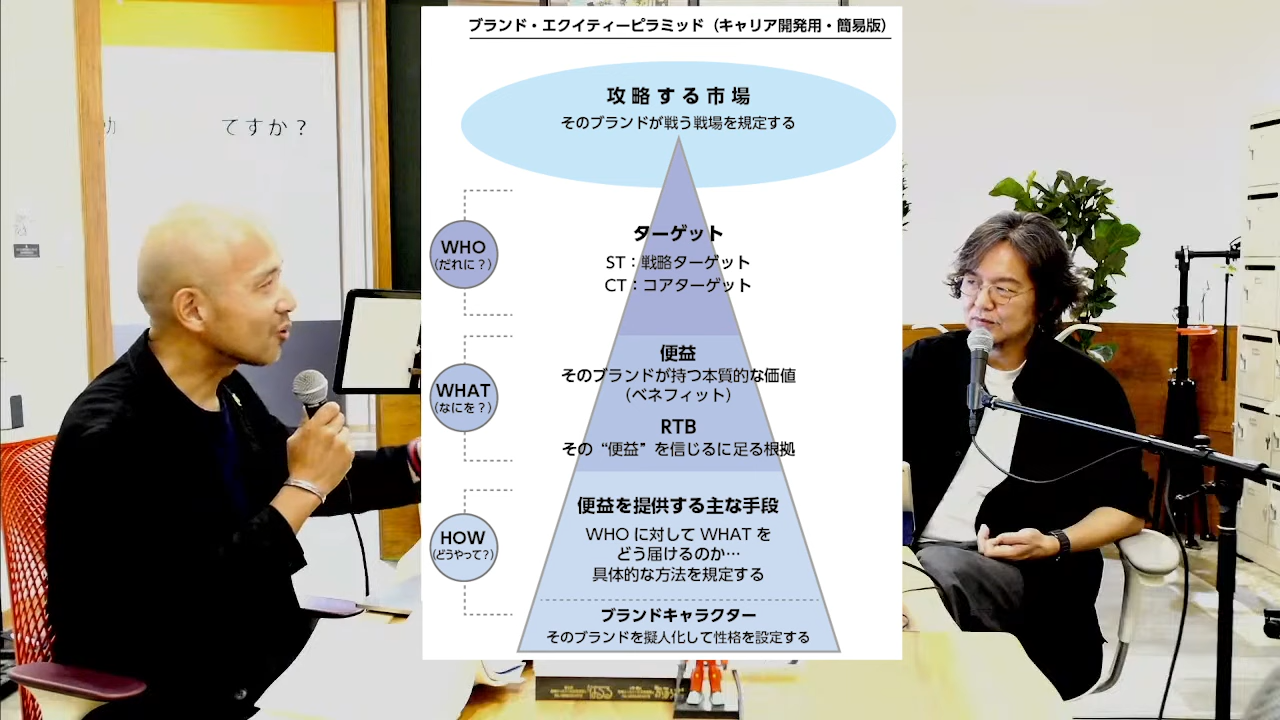 ブランド・エクイティーピラミッド（キャリア開発用・簡易版）
攻略する市場
そのブランドが戦う戦場を規定する
てすか？
WHO
（だれに？）
ターゲット
ST：戦略ターゲット
CT：コアターゲット
WHAT
（なにを？）
便益
そのブランドが持つ本質的な価値
（ベネフィット）
RTB
その“便益”を信じるに足る根拠
HOW
（どうやって？）
便益を提供する主な手段
WHO に対して WHAT を
どう届けるのか…
具体的な方法を規定する
ブランドキャラクター
そのブランドを擬人化して性格を設定する